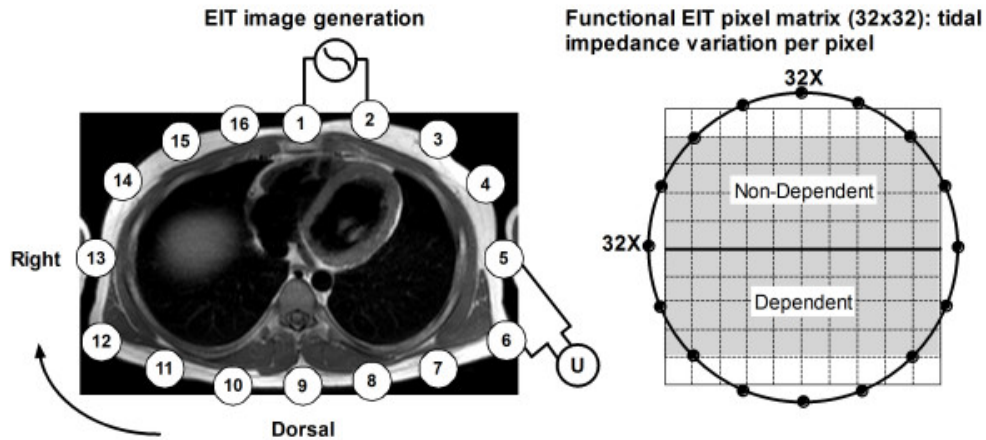 EIT image generation
Functional EIT pixel matrix (32x32): tidal
impedance variation per pixel
1
2
3
4
5
6
7
8
9
10
11
12
13
14
15
16
U
Right
Dorsal
32X
32X
Non-Dependent
Dependent